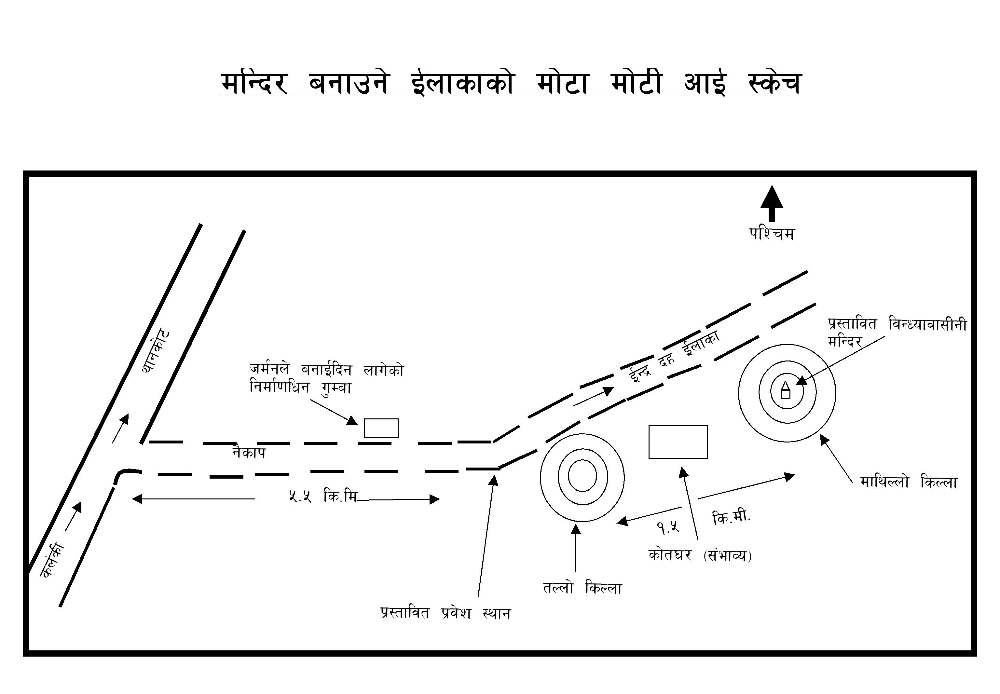 मन्दिर बनाउने ईलाकाको मोटा मोटी आई स्केच
पश्चिम
प्रस्तावित विन्ध्यावासीनी
मन्दिर
थानकोट
ईन्द्र दह ईलाका
जर्मनले बनाईदिन लागेको
निर्माणधिन गुम्बा
नैकाप
माथिल्लो किल्ला
५.५ कि.मि
१.५ कि.मी.
कलंकी
कोतघर (संभाव्य)
तल्लो किल्ला
प्रस्तावित प्रवेश स्थान